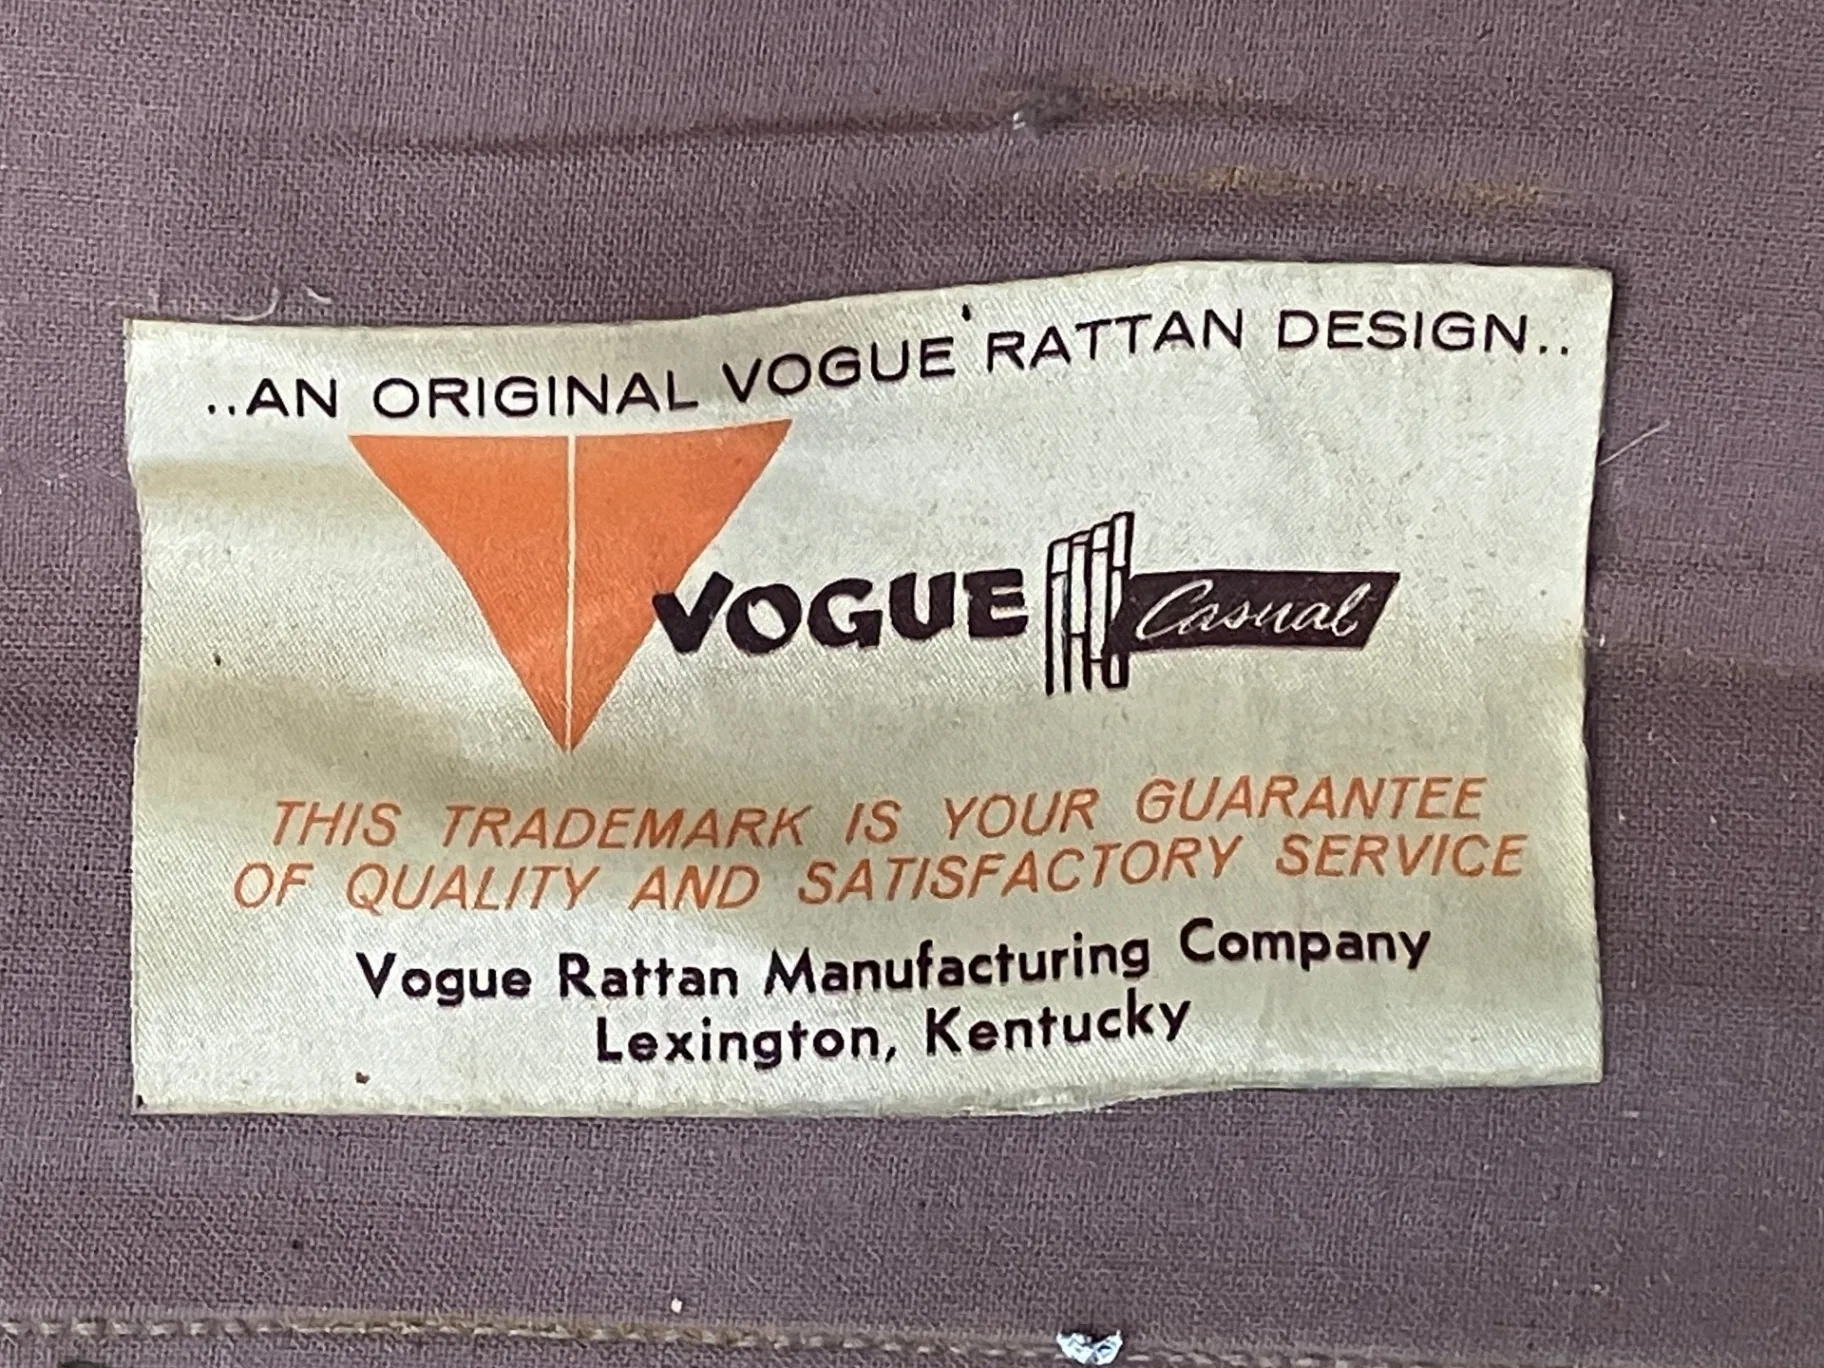 ..AN ORIGINAL VOGUE RATTAN DESIGN..
VOGUE Casual
THIS TRADEMARK IS YOUR GUARANTEE
OF QUALITY AND SATISFACTORY SERVICE
Vogue Rattan Manufacturing Company
Lexington, Kentucky